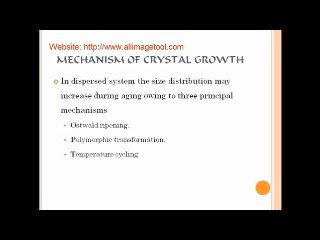 Website: http://www.allimagetool.com
MECHANISM OF CRYSTAL GROWTH
In dispersed system the size distribution may
increase during aging owing to three principal
mechanisms
Ostwald ripening.
Polymorphic transformation.
Temperature cycling